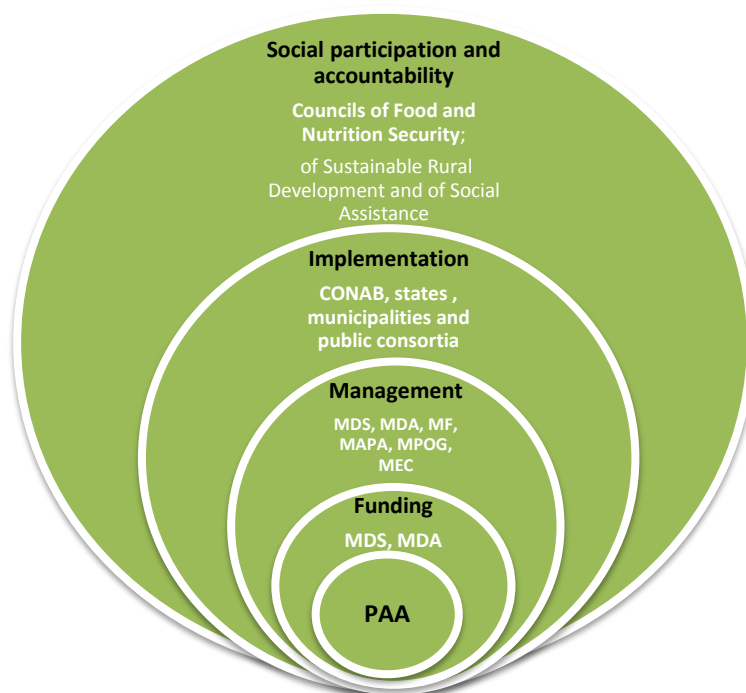 Social participation and
accountability
Councils of Food and
Nutrition Security;
of Sustainable Rural
Development and of Social
Assistance
Implementation
CONAB, states ,
municipalities and
public consortia
Management
MDS, MDA, MF,
MAPA, MPOG,
MEC
Funding
MDS, MDA
PAA